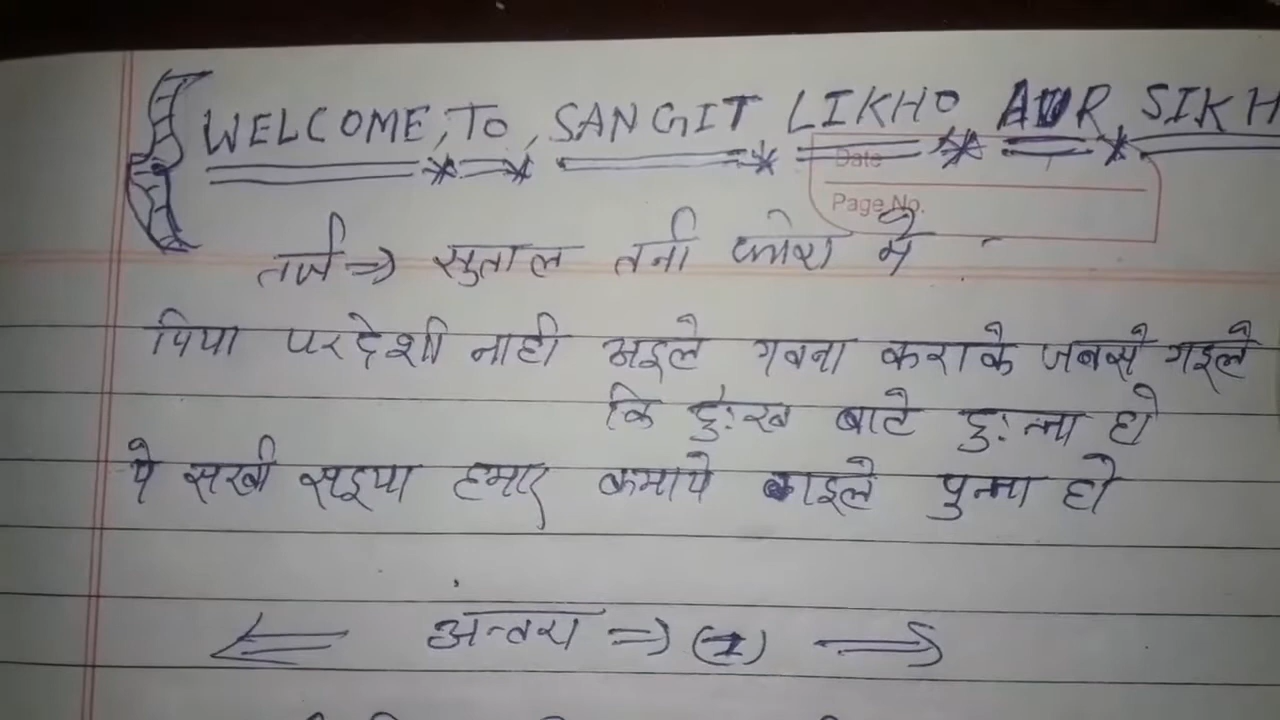 WELCOME, TO, SANGIT LIKHO AUR SIKH
Date
Page No.
तर्ज => सुताल तनी कोरा मे -
पिया परदेशी नाही अइले गवना कराके जबसे गइले
कि दुःख बाटे दुःन्ना हो
ये सखी सइया हमार कमाये गइले पुन्ना हो
अन्तरा => (1)